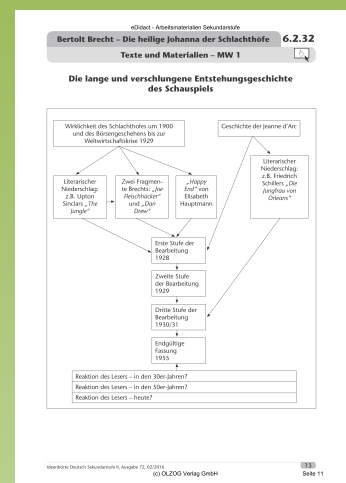 eDidact - Arbeitsmaterialien Sekundarstufe
Bertolt Brecht – Die heilige Johanna der Schlachthöfe 6.2.32
Texte und Materialien – MW 1
Die lange und verschlungene Entstehungsgeschichte
des Schauspiels
Wirklichkeit des Schlachthofes um 1900
und des Börsengeschehens bis zur
Weltwirtschaftskrise 1929
Geschichte der Jeanne d'Arc
Literarischer
Niederschlag:
z.B. Upton
Sinclars „The
Jungle“
Zwei Fragmen-
te Brechts: „Joe
Fleischhacker“
und „Dan
Drew“
„Happy
End“ von
Elisabeth
Hauptmann
Literarischer
Niederschlag:
z.B. Friedrich
Schillers „Die
Jungfrau von
Orleans“
Erste Stufe der
Bearbeitung
1928
Zweite Stufe
der Bearbeitung
1929
Dritte Stufe der
Bearbeitung
1930/31
Endgültige
Fassung
1955
Reaktion des Lesers – in den 30er-Jahren?
Reaktion des Lesers – in den 50er-Jahren?
Reaktion des Lesers – heute?
Ideenbörse Deutsch Sekundarstufe II, Ausgabe 72, 02/2016
13
(c) OLZOG Verlag GmbH
Seite 11